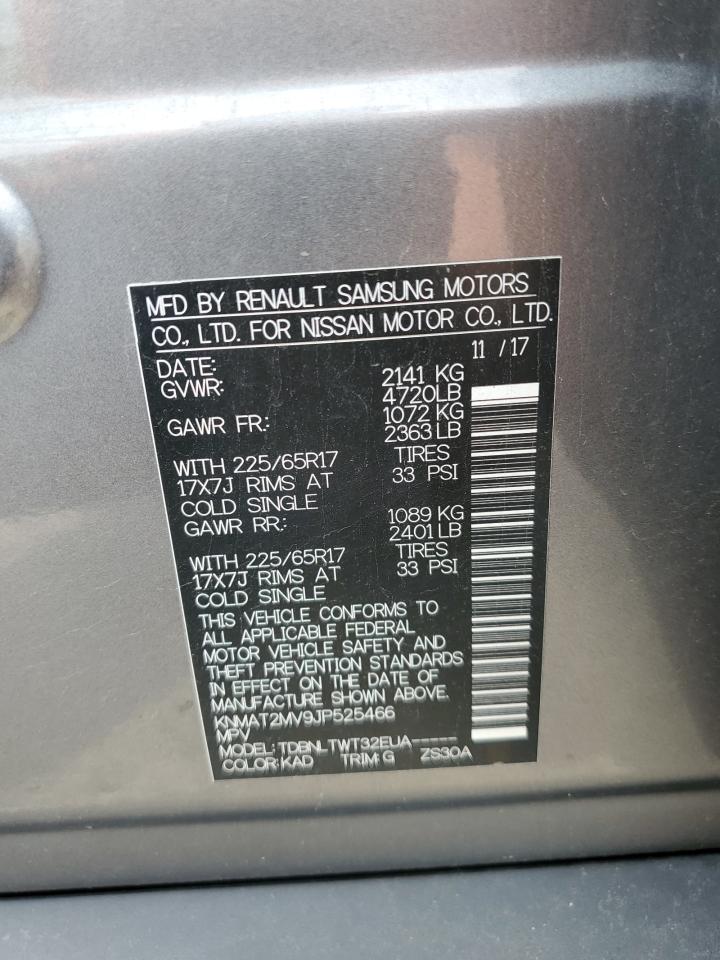 MFD BY RENAULT SAMSUNG MOTORS
CO., LTD. FOR NISSAN MOTOR CO., LTD.
DATE: 11 / 17
GVWR: 2141 KG
4720LB
GAWR FR: 1072 KG
2363 LB
WITH 225/65R17 TIRES
17X7J RIMS AT 33 PSI
COLD SINGLE
GAWR RR: 1089 KG
2401 LB
WITH 225/65R17 TIRES
17X7J RIMS AT 33 PSI
COLD SINGLE
THIS VEHICLE CONFORMS TO
ALL APPLICABLE FEDERAL
MOTOR VEHICLE SAFETY AND
THEFT PREVENTION STANDARDS
IN EFFECT ON THE DATE OF
MANUFACTURE SHOWN ABOVE.
KNMAT2MV9JP525466
MPV
MODEL: TDBNLTWT32EUA-----
COLOR: KAD TRIM: G ZS30A